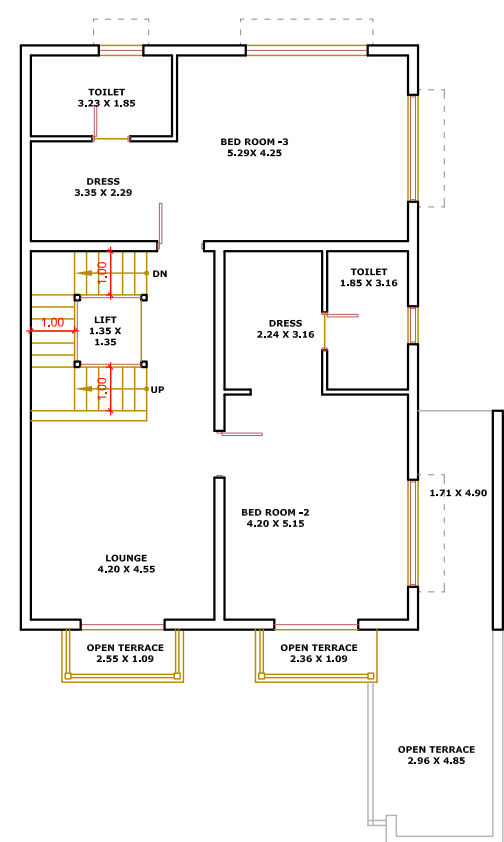 TOILET
3.23 X 1.85
BED ROOM -3
5.29X 4.25
DRESS
3.35 X 2.29
DN
1.00
TOILET
1.85 X 3.16
LIFT
1.35 X
1.35
1.00
DRESS
2.24 X 3.16
1.00
UP
1.71 X 4.90
BED ROOM -2
4.20 X 5.15
LOUNGE
4.20 X 4.55
OPEN TERRACE
2.55 X 1.09
OPEN TERRACE
2.36 X 1.09
OPEN TERRACE
2.96 X 4.85